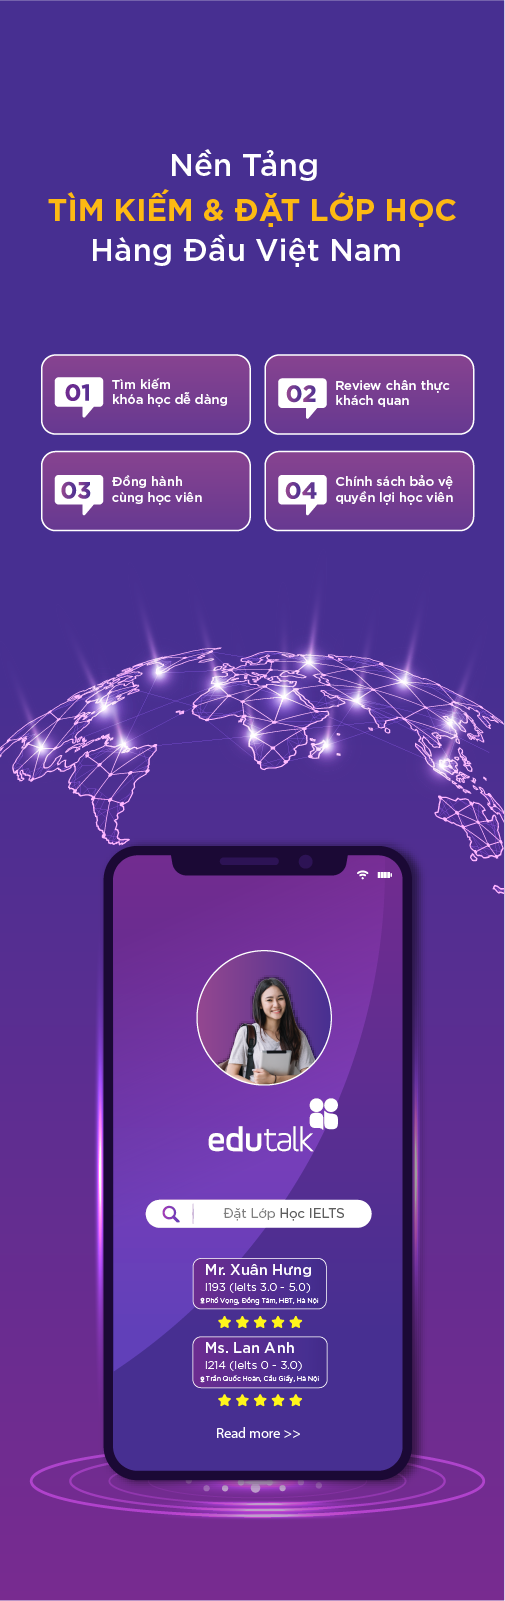 Nền Tảng
TÌM KIẾM & ĐẶT LỚP HỌC
Hàng Đầu Việt Nam
01
Tìm kiếm
khóa học dễ dàng
02
Review chân thực
khách quan
03
Đồng hành
cùng học viên
04
Chính sách bảo vệ
quyền lợi học viên
edutalk
Đặt Lớp Học IELTS
Mr. Xuân Hưng
I193 (Ielts 3.0 - 5.0)
Phố Vọng, Đồng Tâm, HBT, Hà Nội
Ms. Lan Anh
I214 (Ielts 0 - 3.0)
Trần Quốc Hoàn, Cầu Giấy, Hà Nội
Read more >>